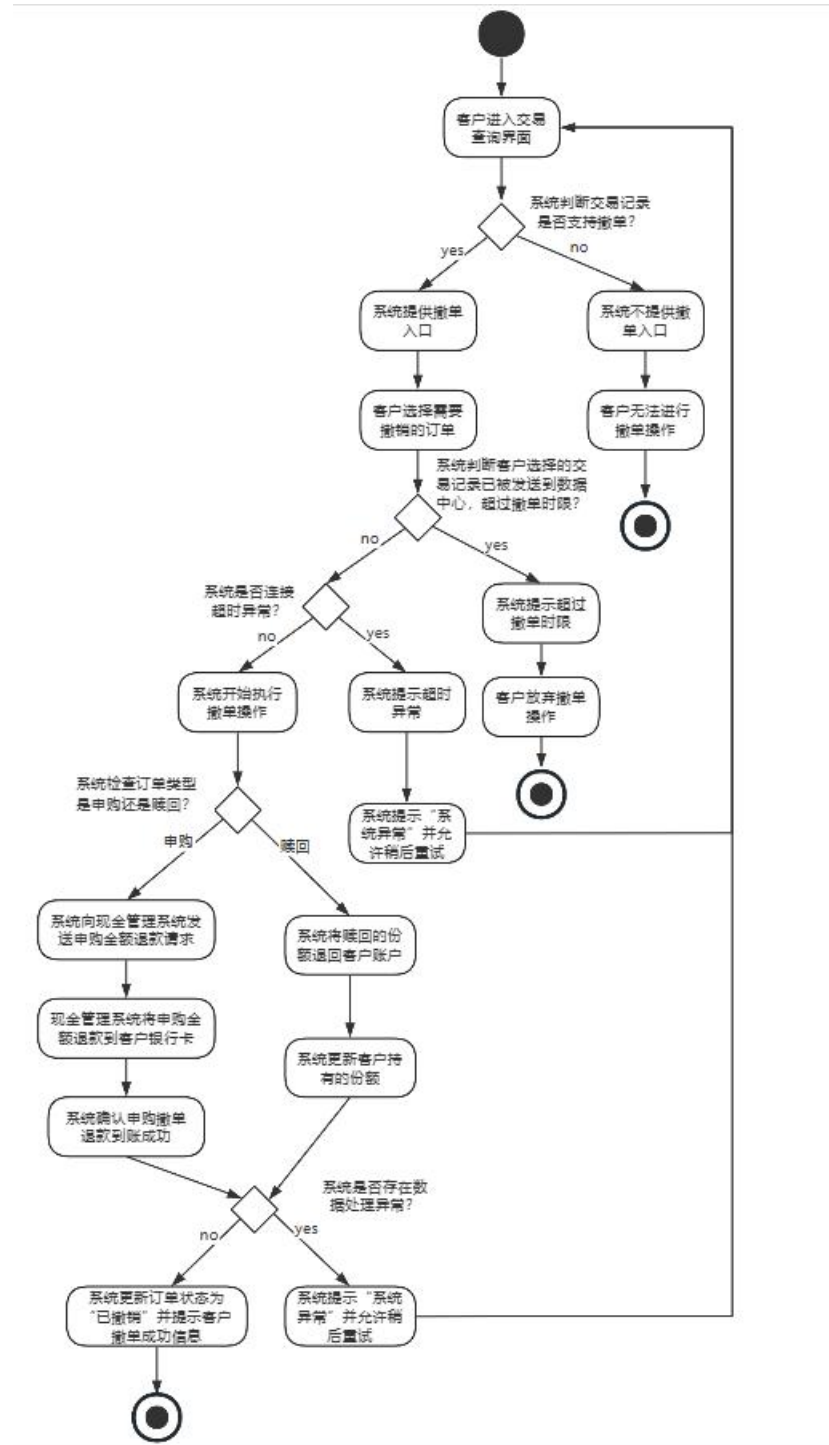 客户进入交易
查询界面
系统判断交易记录
是否支持撤单？
yes
no
系统提供撤单
入口
系统不提供撤
单入口
客户选择需要
撤销的订单
客户无法进行
撤单操作
系统判断客户选择的交
易记录已被发送到数据
中心，超过撤单时限？
no
yes
系统是否连接
超时异常？
系统提示超过
撤单时限
no
yes
系统开始执行
撤单操作
系统提示超时
异常
客户放弃撤单
操作
系统检查订单类型
是申购还是赎回？
系统提示“系
统异常”并允
许稍后重试
申购
赎回
系统向现金管理系统发
送申购金额退款请求
系统将赎回的份
额退回客户账户
现金管理系统将申购金
额退款到客户银行卡
系统更新客户持
有的份额
系统确认申购撤单
退款到账成功
系统是否存在数
据处理异常？
no
yes
系统更新订单状态为
“已撤销”并提示客户
撤单成功信息
系统提示“系统
异常”并允许稍
后重试